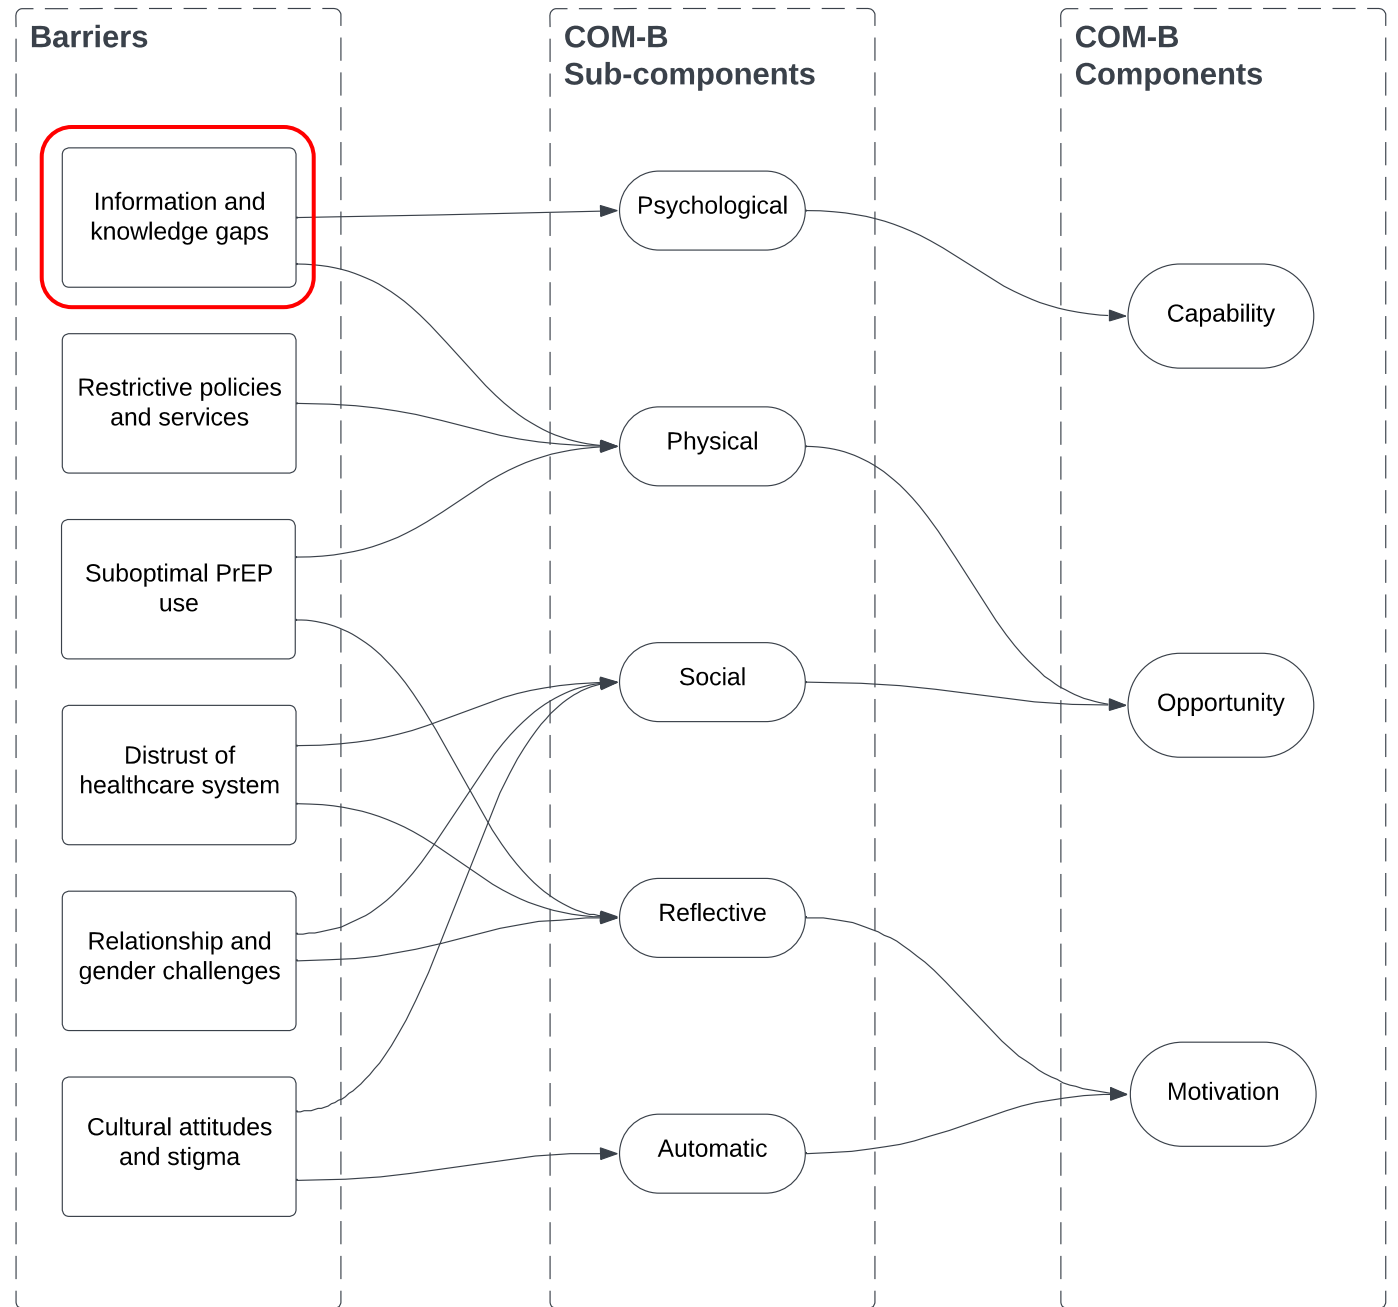 Barriers
Information and
knowledge gaps
Restrictive policies
and services
Suboptimal PrEP
use
Distrust of
healthcare system
Relationship and
gender challenges
Cultural attitudes
and stigma
COM-B
Sub-components
Psychological
Physical
Social
Reflective
Automatic
COM-B
Components
Capability
Opportunity
Motivation